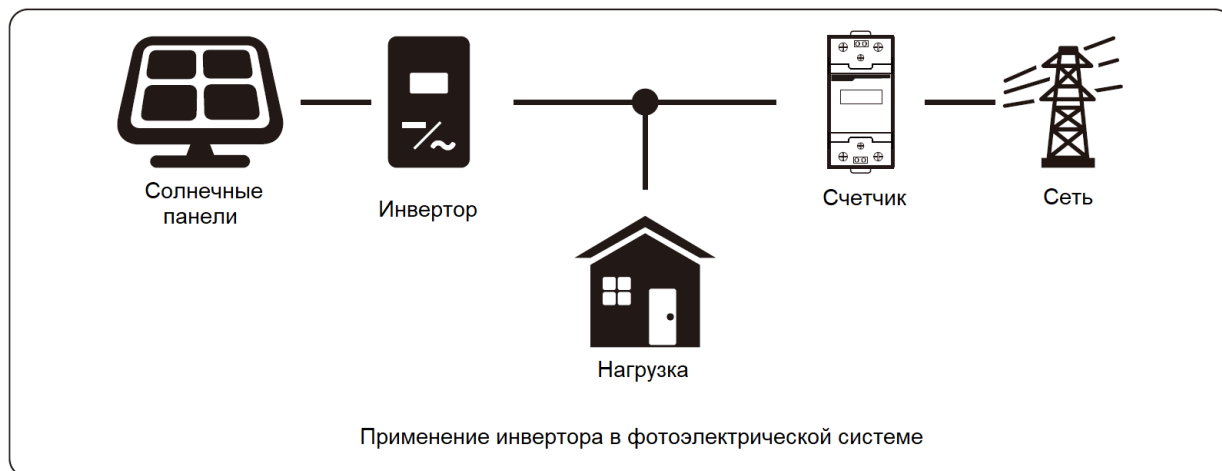 Солнечные
панели
Инвертор
Счетчик
Сеть
Нагрузка
Применение инвертора в фотоэлектрической системе